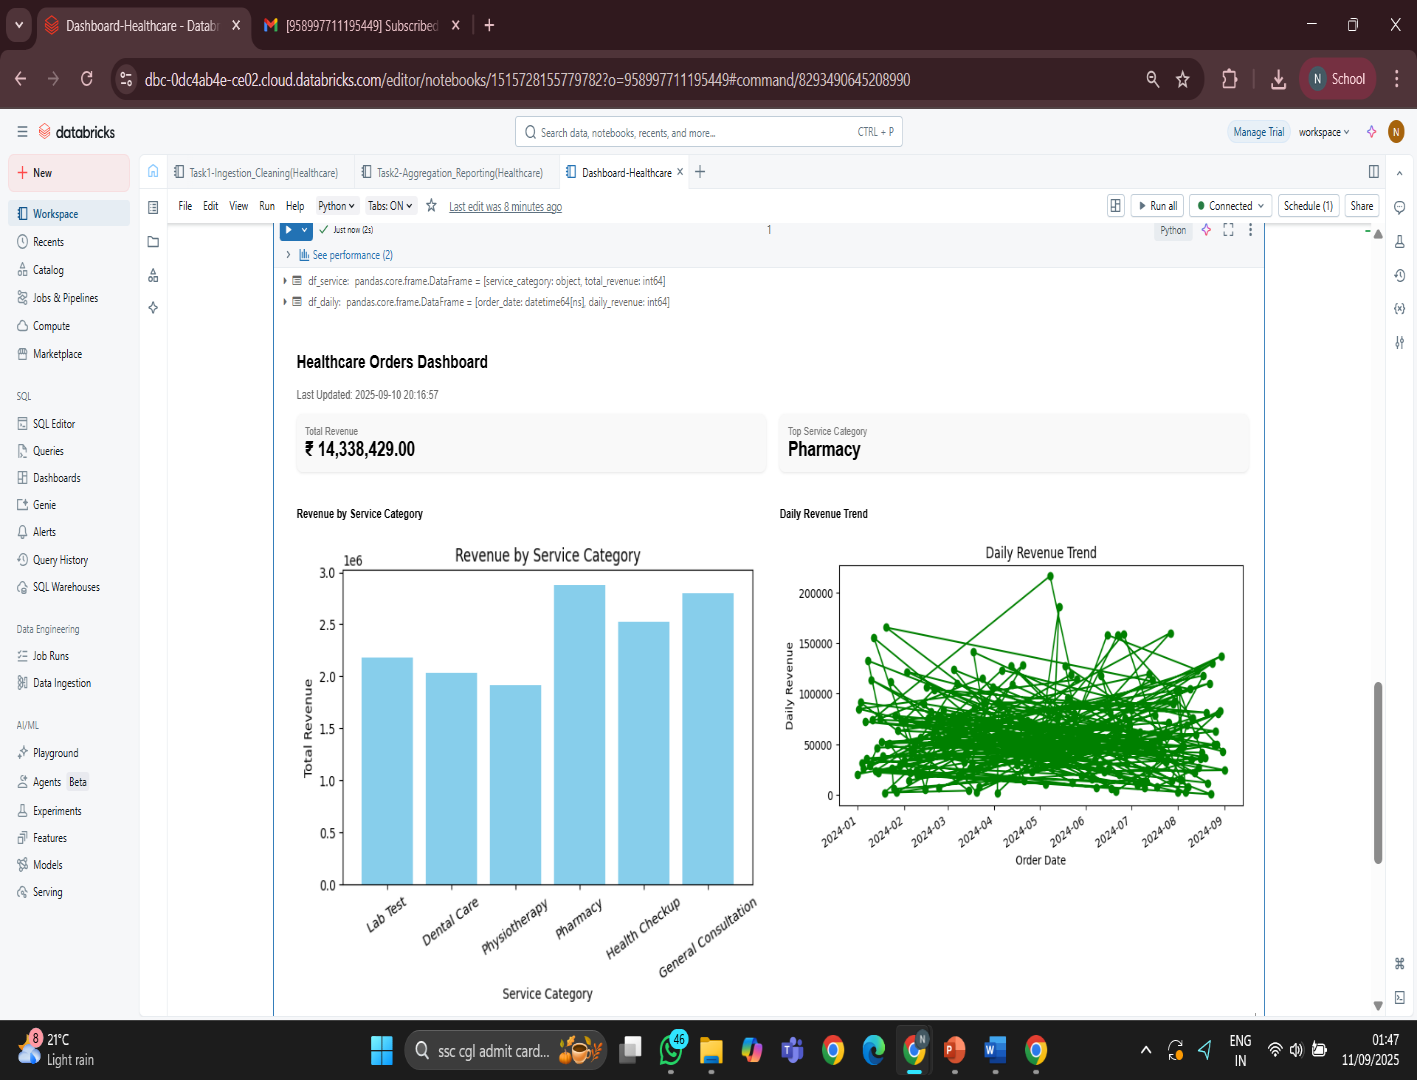 Dashboard-Healthcare - Datab
[958997711195449] Subscribed
dbc-0dc4ab4e-ce02.cloud.databricks.com/editor/notebooks/1515728155779782?o=958997711195449#command/8293490645208990
N School
databricks
Search data, notebooks, recents, and more...
CTRL + P
Manage Trial
workspace
N
New
Workspace
Recents
Catalog
Jobs & Pipelines
Compute
Marketplace
SQL
SQL Editor
Queries
Dashboards
Genie
Alerts
Query History
SQL Warehouses
Data Engineering
Job Runs
Data Ingestion
AI/ML
Playground
Agents Beta
Experiments
Features
Models
Serving
Task1-Ingestion_Cleaning(Healthcare)
Task2-Aggregation_Reporting(Healthcare)
Dashboard-Healthcare
File Edit View Run Help Python Tabs: ON Last edit was 8 minutes ago
Run all
Connected
Schedule (1)
Share
Just now (2s)
1
Python
See performance (2)
df_service: pandas.core.frame.DataFrame = [service_category: object, total_revenue: int64]
df_daily: pandas.core.frame.DataFrame = [order_date: datetime64[ns], daily_revenue: int64]
Healthcare Orders Dashboard
Last Updated: 2025-09-10 20:16:57
Total Revenue
₹ 14,338,429.00
Top Service Category
Pharmacy
Revenue by Service Category
Revenue by Service Category
1e6
3.0
2.5
2.0
1.5
1.0
0.5
0.0
Total Revenue
Lab Test
Dental Care
Physiotherapy
Pharmacy
Health Checkup
General Consultation
Service Category
Daily Revenue Trend
Daily Revenue Trend
200000
150000
100000
50000
0
Daily Revenue
2024-01
2024-02
2024-03
2024-04
2024-05
2024-06
2024-07
2024-08
2024-09
Order Date
8
21°C
Light rain
ssc cgl admit card...
46
N
ENG
IN
01:47
11/09/2025